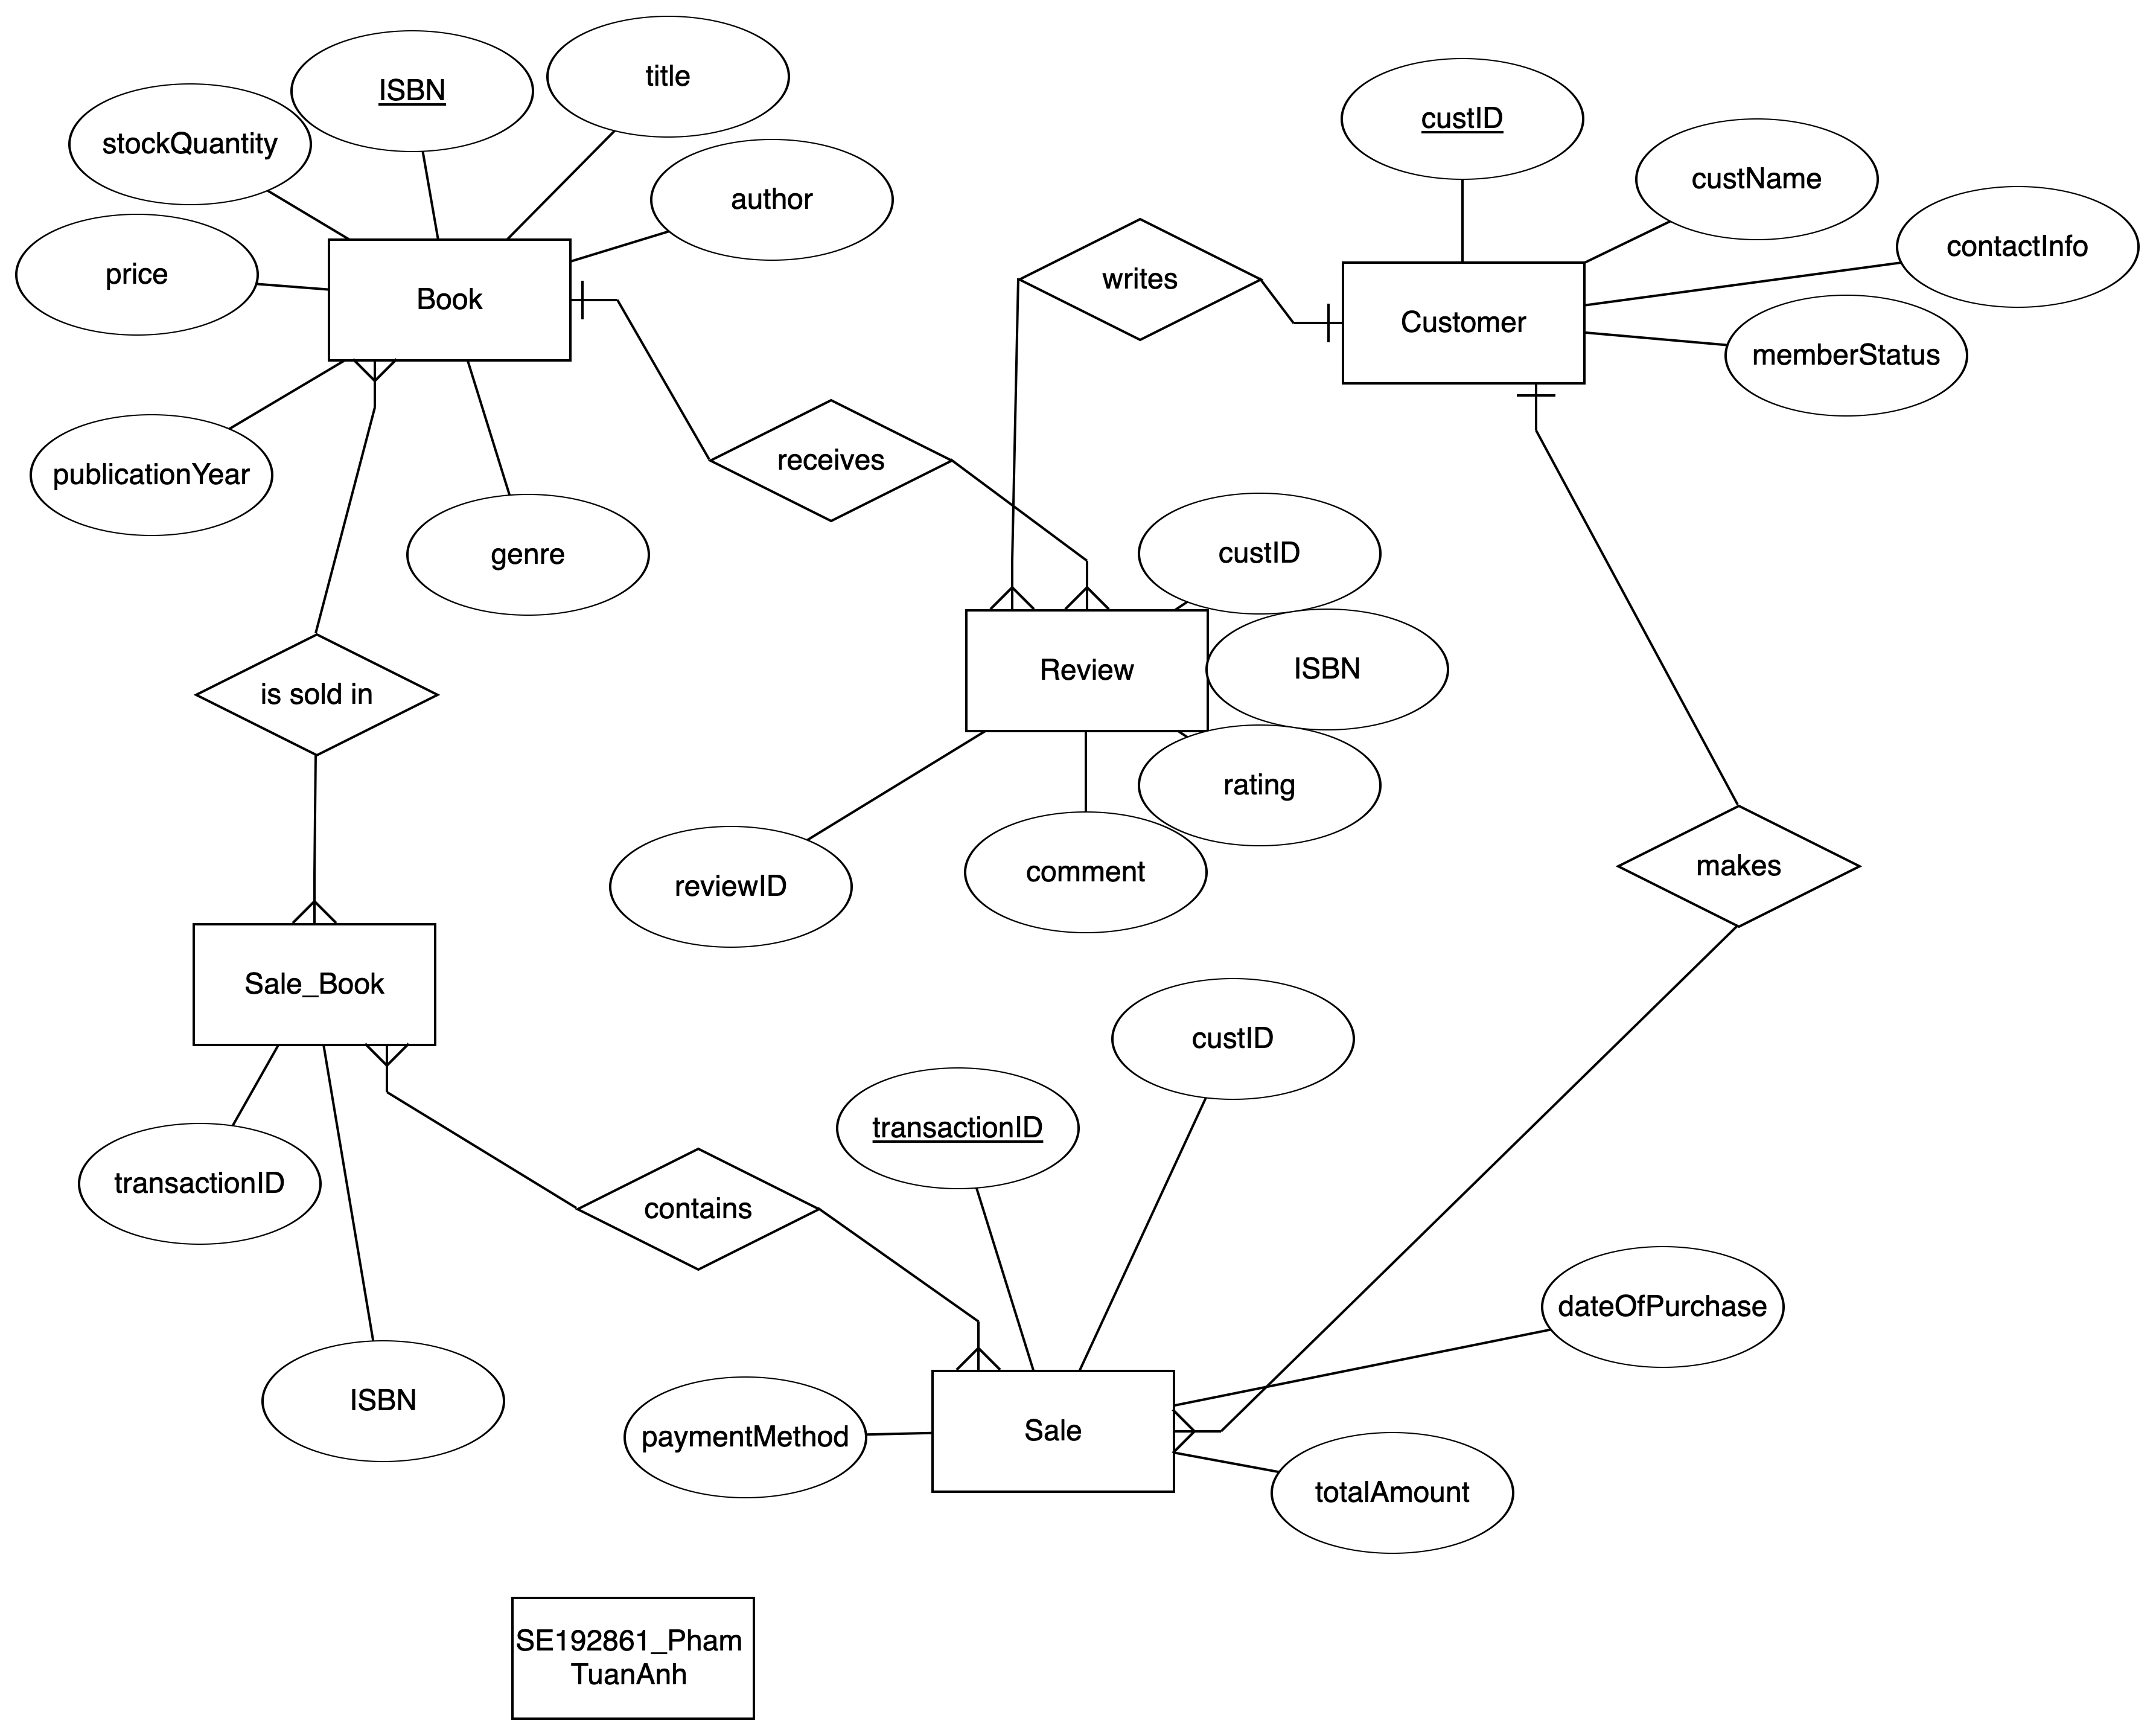 title
ISBN
custID
stockQuantity
custName
author
contactInfo
price
writes
Book
Customer
memberStatus
receives
publicationYear
custID
genre
ISBN
Review
is sold in
rating
makes
comment
reviewID
Sale_Book
custID
transactionID
transactionID
contains
dateOfPurchase
ISBN
Sale
paymentMethod
totalAmount
SE192861_Pham
TuanAnh